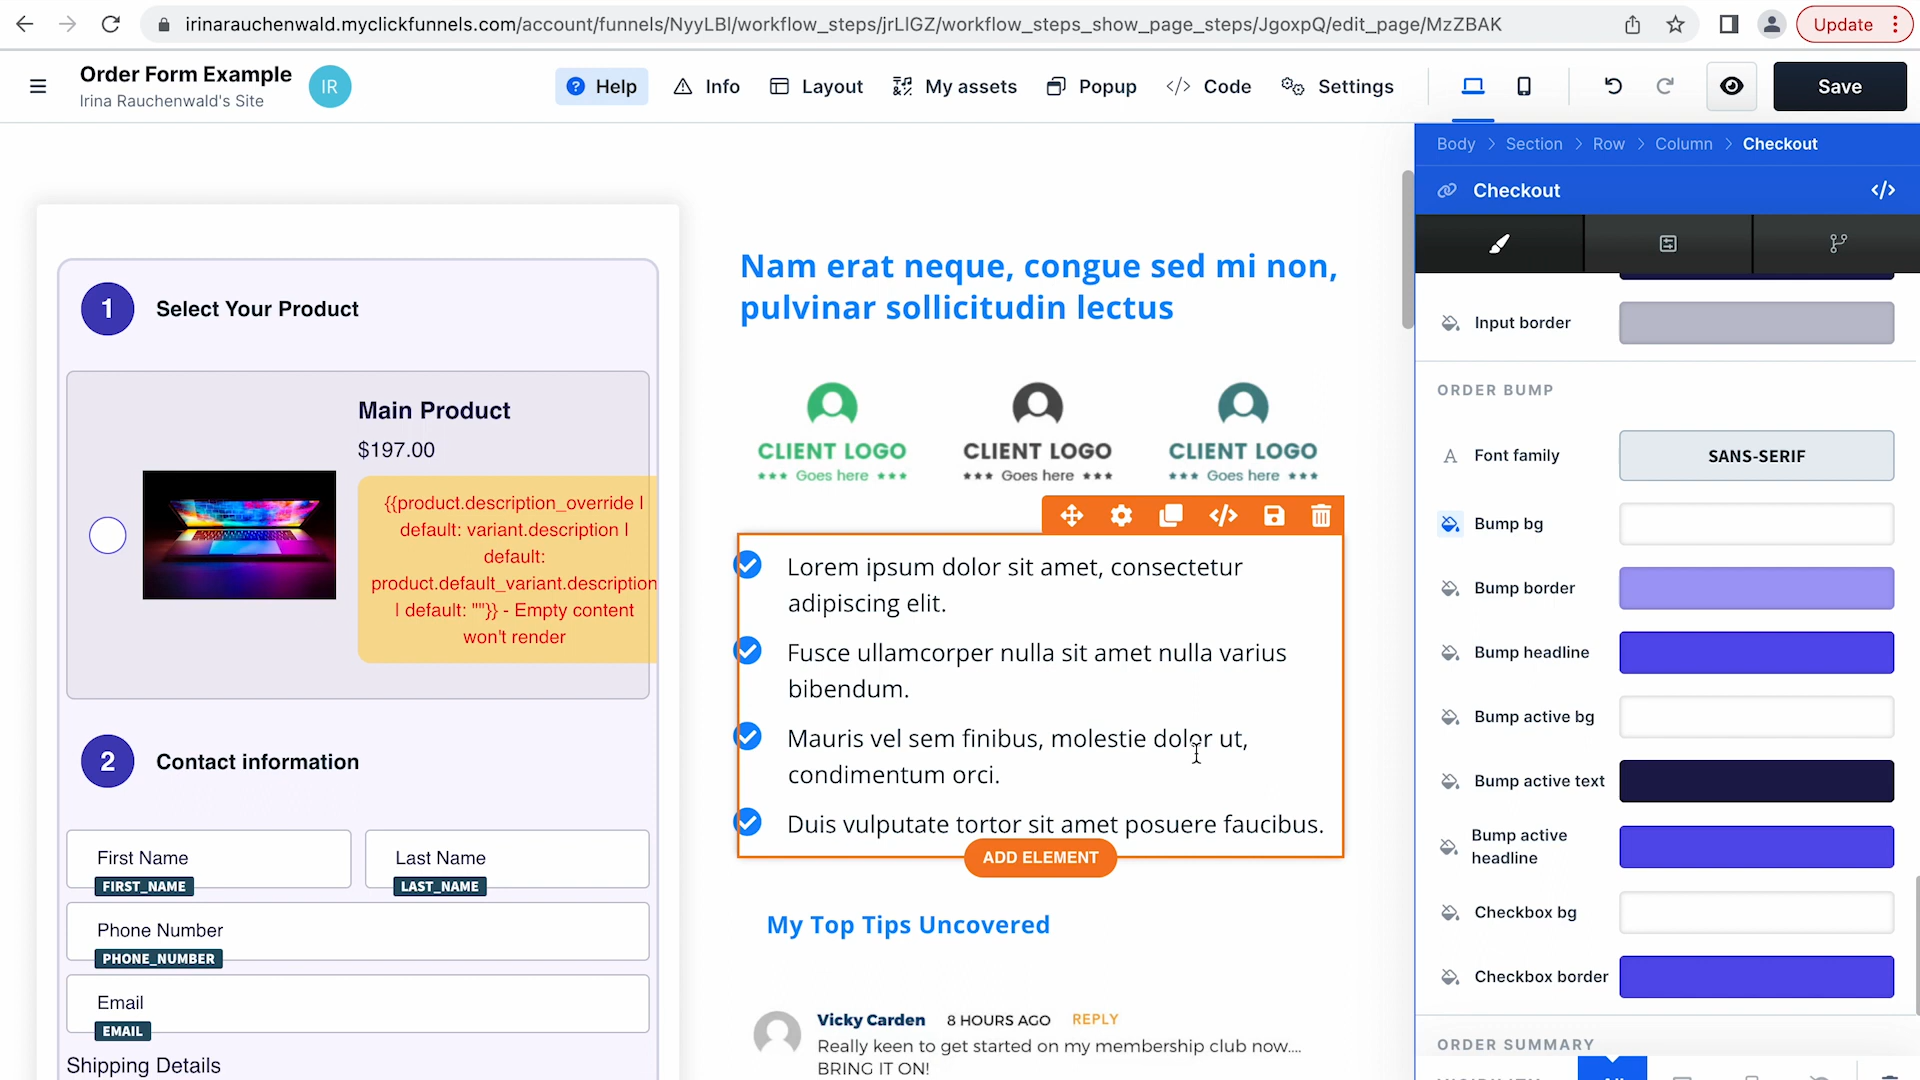 irinarauchenwald.myclickfunnels.com/account/funnels/NyyLBl/workflow_steps/jrLlGZ/workflow_steps_show_page_steps/JgoxpQ/edit_page/MzZBAK
Update
Order Form Example
Irina Rauchenwald's Site
IR
Help
Info
Layout
My assets
Popup
Code
Settings
Save
Body > Section > Row > Column > Checkout
Checkout
Input border
ORDER BUMP
Font family
SANS-SERIF
Bump bg
Bump border
Bump headline
Bump active bg
Bump active text
Bump active
headline
Checkbox bg
Checkbox border
ORDER SUMMARY
1
Select Your Product
Main Product
$197.00
{{product.description_override |
default: variant.description |
default:
product.default_variant.description
| default: ""}} - Empty content
won't render
2
Contact information
First Name
FIRST_NAME
Last Name
LAST_NAME
Phone Number
PHONE_NUMBER
Email
EMAIL
Shipping Details
Nam erat neque, congue sed mi non,
pulvinar sollicitudin lectus
CLIENT LOGO
Goes here
CLIENT LOGO
Goes here
CLIENT LOGO
Goes here
Lorem ipsum dolor sit amet, consectetur
adipiscing elit.
Fusce ullamcorper nulla sit amet nulla varius
bibendum.
Mauris vel sem finibus, molestie dolor ut,
condimentum orci.
Duis vulputate tortor sit amet posuere faucibus.
ADD ELEMENT
My Top Tips Uncovered
Vicky Carden 8 HOURS AGO REPLY
Really keen to get started on my membership club now....
BRING IT ON!